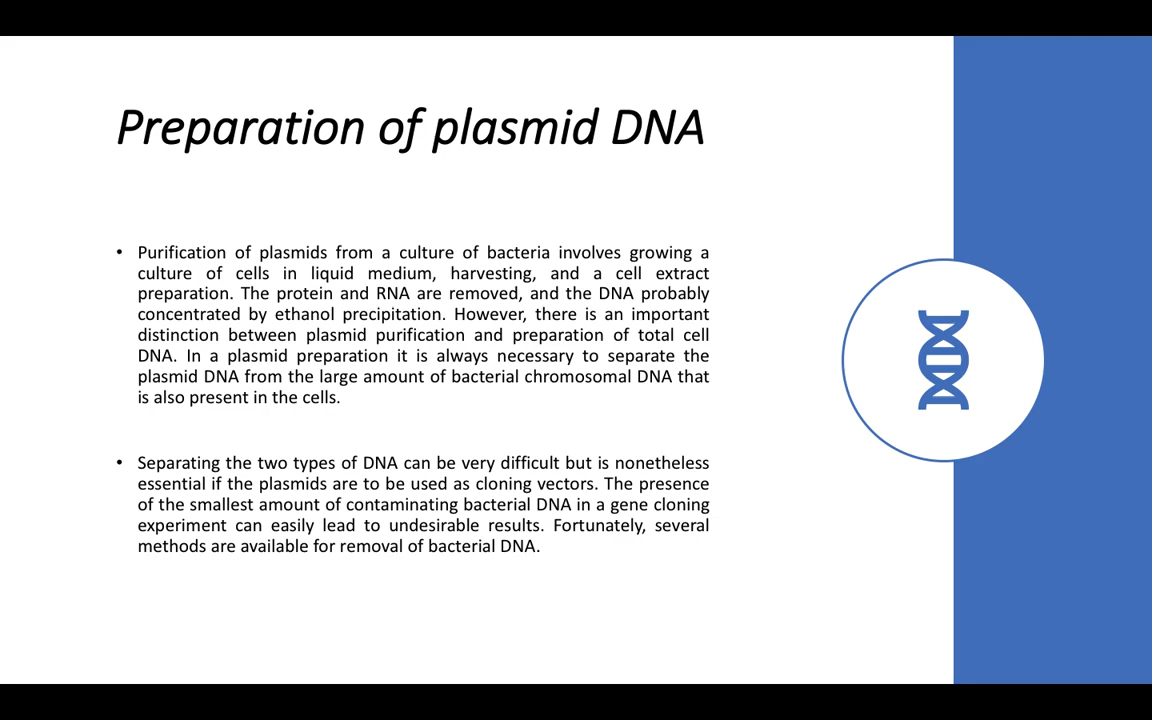 Preparation of plasmid DNA
• Purification of plasmids from a culture of bacteria involves growing a
culture of cells in liquid medium, harvesting, and a cell extract
preparation. The protein and RNA are removed, and the DNA probably
concentrated by ethanol precipitation. However, there is an important
distinction between plasmid purification and preparation of total cell
DNA. In a plasmid preparation it is always necessary to separate the
plasmid DNA from the large amount of bacterial chromosomal DNA that
is also present in the cells.
• Separating the two types of DNA can be very difficult but is nonetheless
essential if the plasmids are to be used as cloning vectors. The presence
of the smallest amount of contaminating bacterial DNA in a gene cloning
experiment can easily lead to undesirable results. Fortunately, several
methods are available for removal of bacterial DNA.